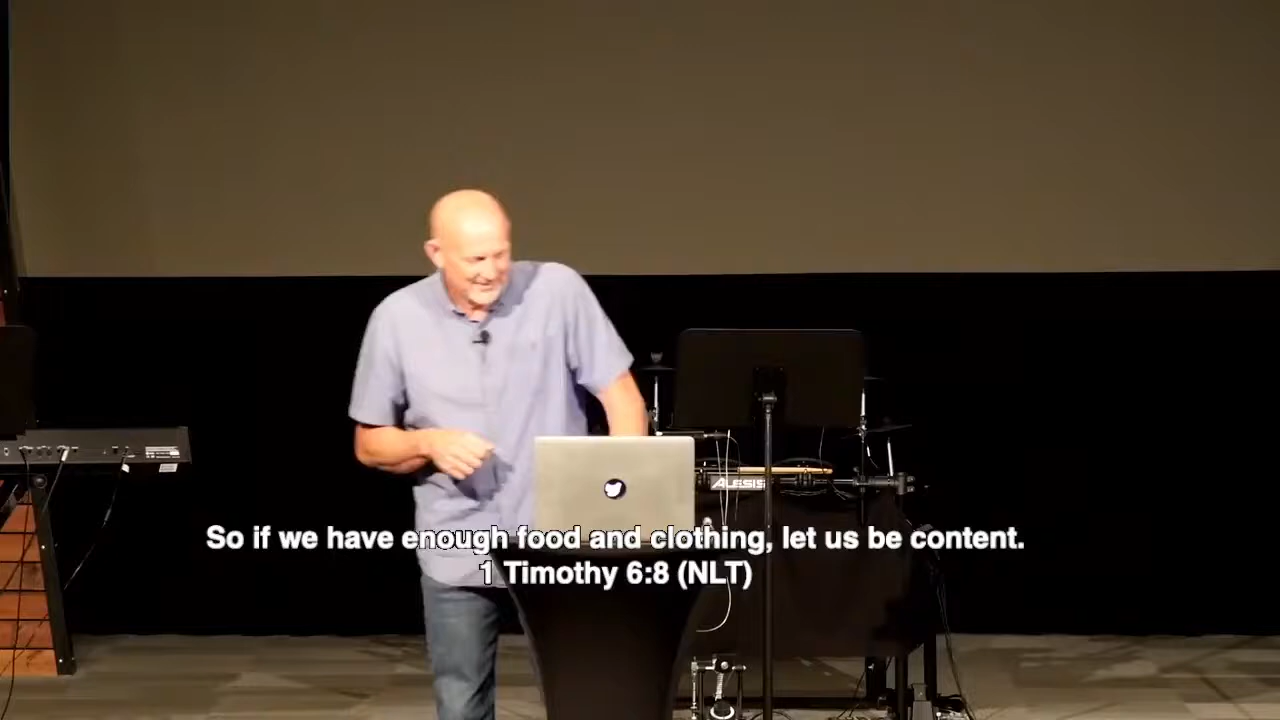 ALESIS
So if we have enough food and clothing, let us be content.
1 Timothy 6:8 (NLT)